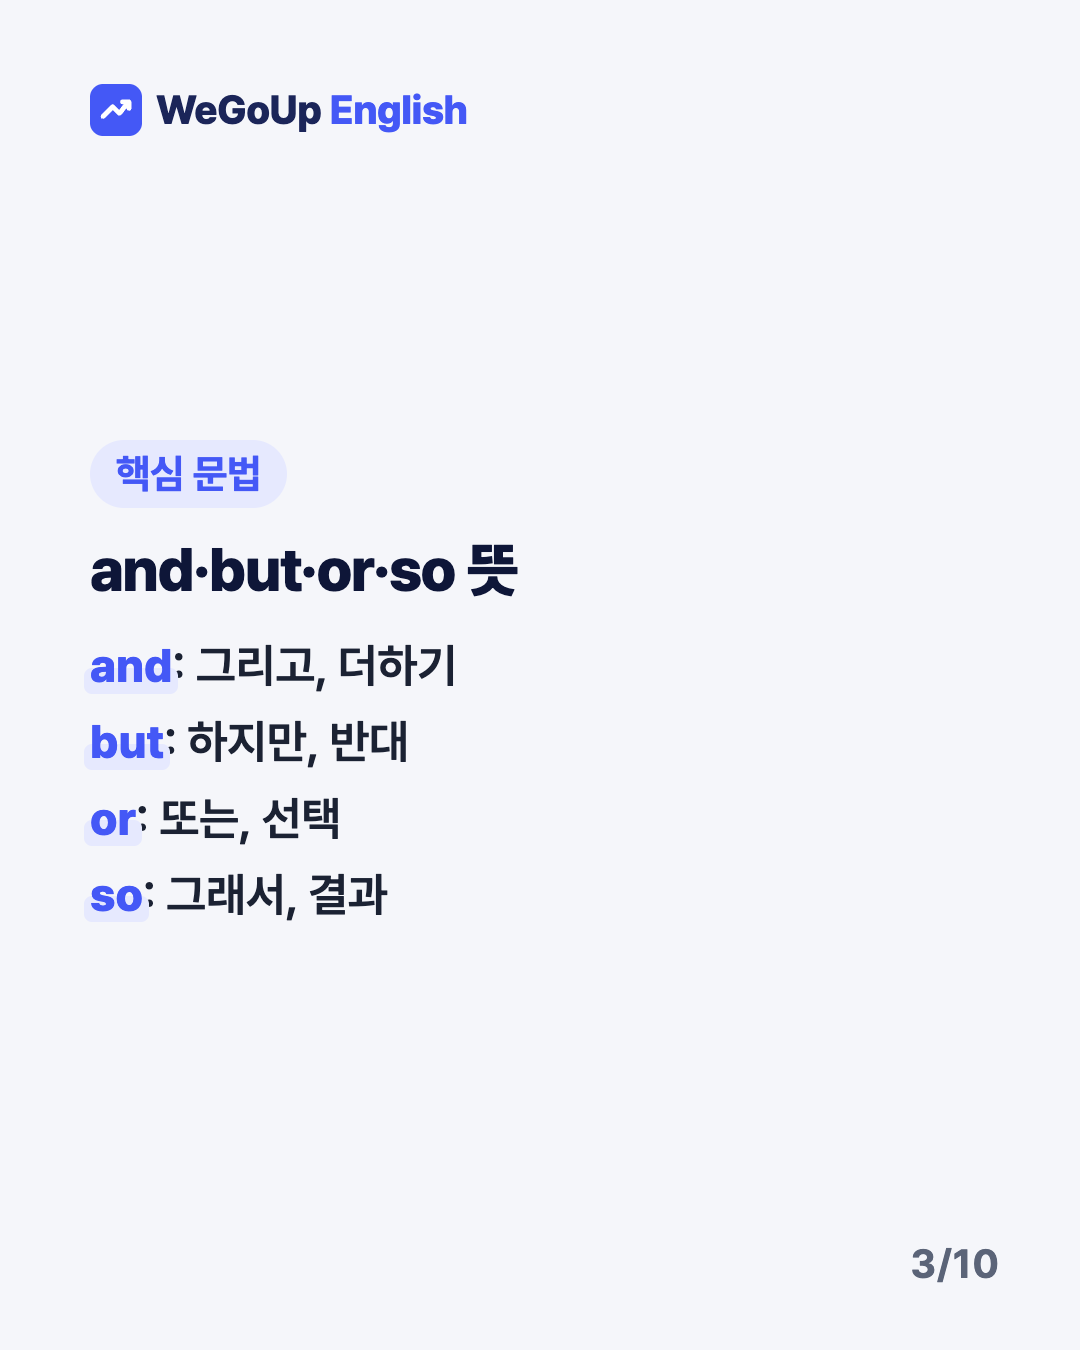 WeGoUp English
핵심 문법
and·but·or·so 뜻
and: 그리고, 더하기
but: 하지만, 반대
or: 또는, 선택
so: 그래서, 결과
3/10